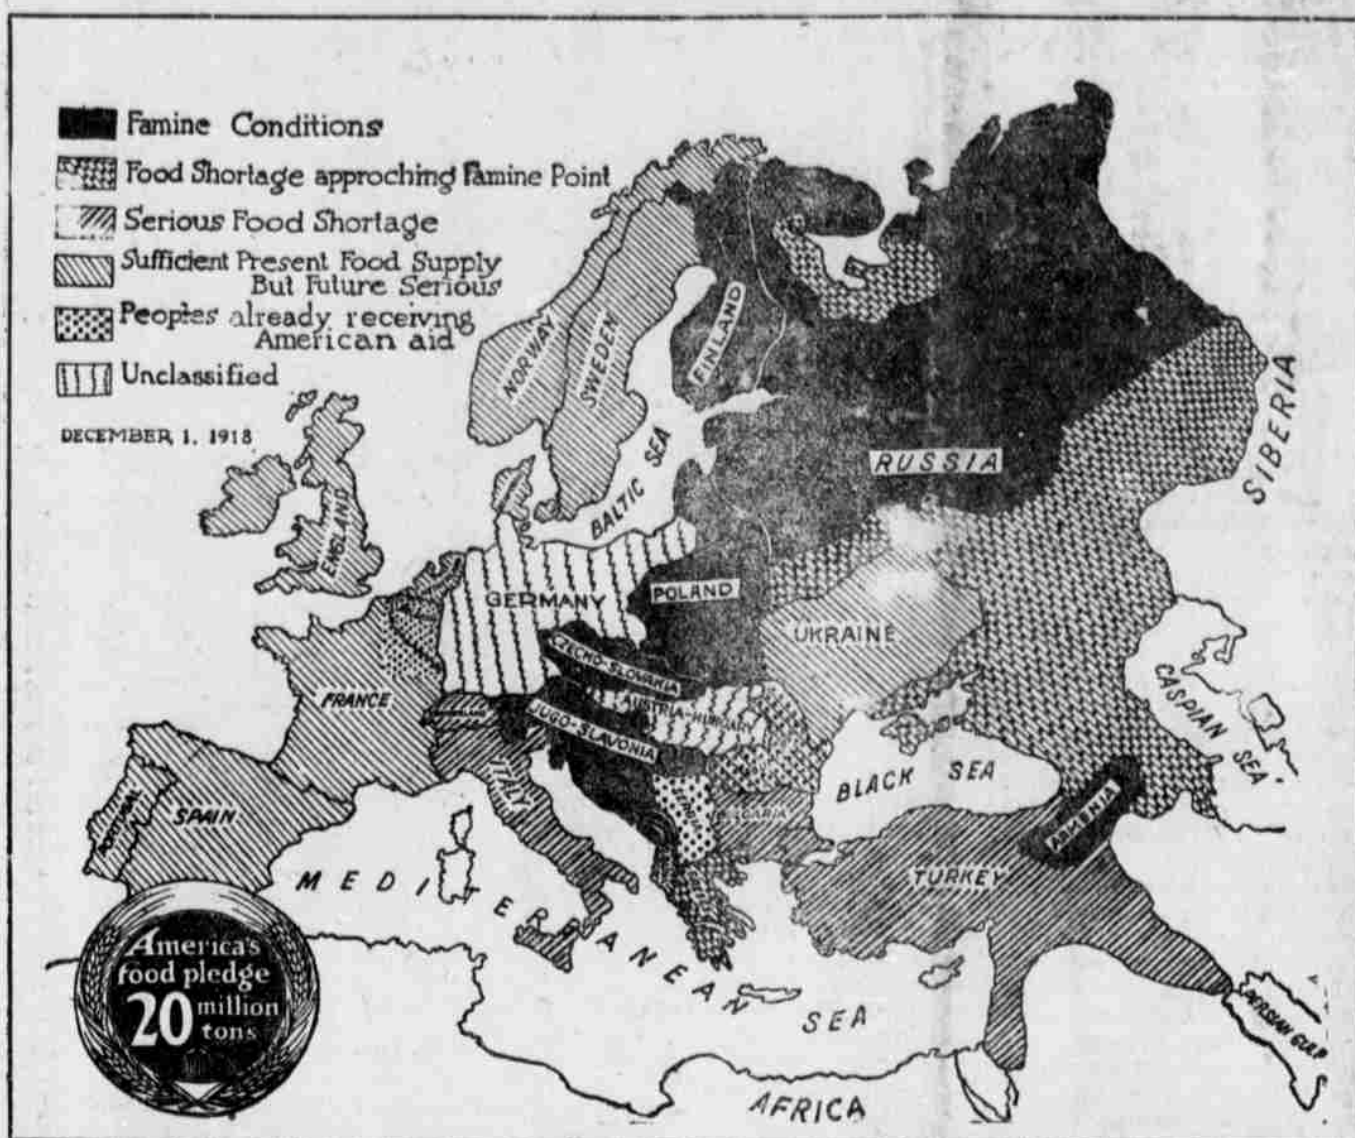 Famine Conditions
Food Shortage approching Famine Point
Serious Food Shortage
Sufficient Present Food Supply
But Future Serious
Peoples already receiving
American aid
Unclassified
DECEMBER 1, 1918
NORWAY
SWEDEN
FINLAND
BALTIC SEA
RUSSIA
SIBERIA
ENGLAND
GERMANY
POLAND
UKRAINE
CZECHO-SLOVAKIA
AUSTRIA-HUNGARY
JUGO-SLAVONIA
FRANCE
ITALY
BULGARIA
BLACK SEA
CASPIAN SEA
ARMENIA
PORTUGAL
SPAIN
TURKEY
MEDITERRANEAN SEA
PERSIAN GULF
AFRICA
America's
food pledge
20 million
tons